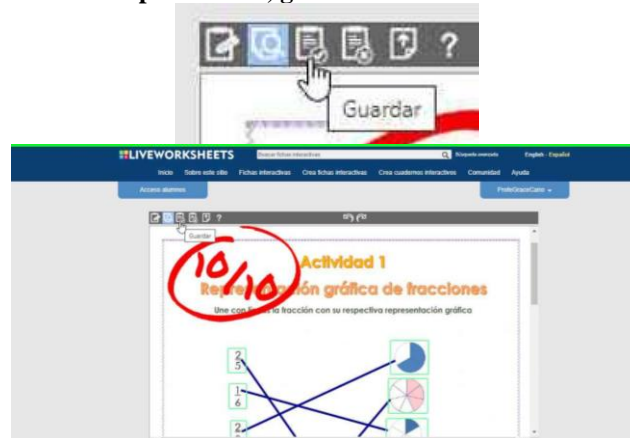 ?
Guardar
LIVEWORKSHEETS
Buscar fichas interactivas
Búsqueda avanzada
English - Español
Inicio Sobre este sitio Fichas interactivas Crea fichas interactivas Crea cuadernos interactivos Comunidad Ayuda
Acceso alumnos
ProfeGraceCano
?
Guardar
10/10
Actividad 1
ón gráfica de fracciones
Une con la fracción con su respectiva representación gráfica
2
5
1
6
2